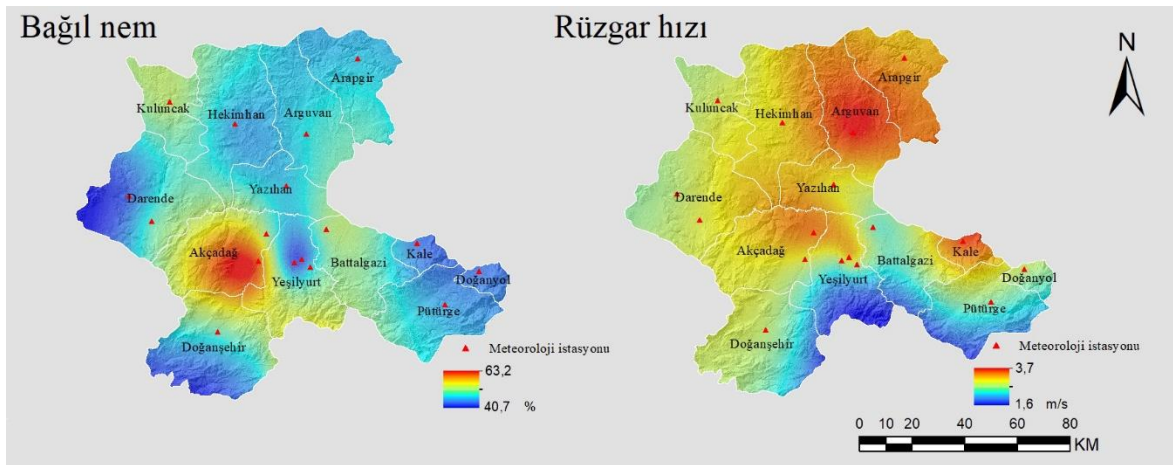 Bağıl nem
Arapgir
Kuluncak
Hekimhan
Arguvan
Yazıhan
Darende
Akçadağ
Yeşilyurt
Battalgazi
Kale
Doğanyol
Pütürge
Doğanşehir
Meteoroloji istasyonu
63,2
40,7 %
Rüzgar hızı
N
Arapgir
Kuluncak
Hekimhan
Arguvan
Yazıhan
Darende
Akçadağ
Yeşilyurt
Battalgazi
Kale
Doğanyol
Pütürge
Doğanşehir
Meteoroloji istasyonu
3,7
1,6 m/s
0 10 20 40 60 80
KM